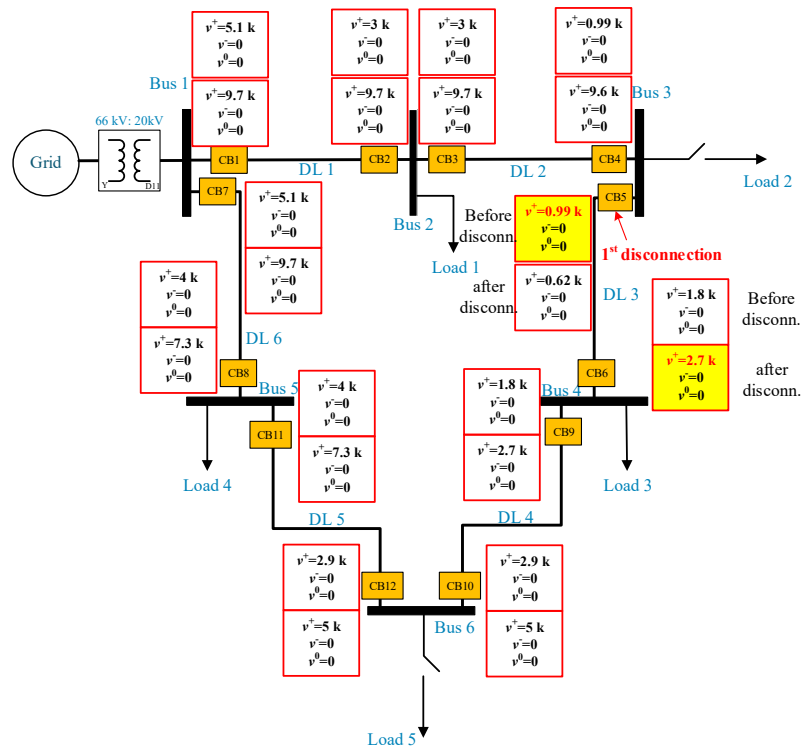 v⁺=5.1 k
v⁻=0
v⁰=0
v⁺=9.7 k
v⁻=0
v⁰=0
v⁺=3 k
v⁻=0
v⁰=0
v⁺=9.7 k
v⁻=0
v⁰=0
v⁺=3 k
v⁻=0
v⁰=0
v⁺=9.7 k
v⁻=0
v⁰=0
v⁺=0.99 k
v⁻=0
v⁰=0
v⁺=9.6 k
v⁻=0
v⁰=0
Bus 1
Bus 3
66 kV: 20kV
Y
D11
Grid
CB1
DL 1
CB2
CB3
DL 2
CB4
Load 2
CB7
CB5
Bus 2
Load 1
v⁺=5.1 k
v⁻=0
v⁰=0
v⁺=9.7 k
v⁻=0
v⁰=0
Before
disconn.
v⁺=0.99 k
v⁻=0
v⁰=0
1st disconnection
after
disconn.
v⁺=0.62 k
v⁻=0
v⁰=0
DL 3
v⁺=4 k
v⁻=0
v⁰=0
v⁺=7.3 k
v⁻=0
v⁰=0
DL 6
v⁺=1.8 k
v⁻=0
v⁰=0
Before
disconn.
v⁺=2.7 k
v⁻=0
v⁰=0
after
disconn.
CB8
Bus 5
CB6
Bus 4
CB11
CB9
v⁺=4 k
v⁻=0
v⁰=0
v⁺=7.3 k
v⁻=0
v⁰=0
v⁺=1.8 k
v⁻=0
v⁰=0
v⁺=2.7 k
v⁻=0
v⁰=0
Load 4
Load 3
DL 5
DL 4
v⁺=2.9 k
v⁻=0
v⁰=0
v⁺=5 k
v⁻=0
v⁰=0
CB12
CB10
v⁺=2.9 k
v⁻=0
v⁰=0
v⁺=5 k
v⁻=0
v⁰=0
Bus 6
Load 5